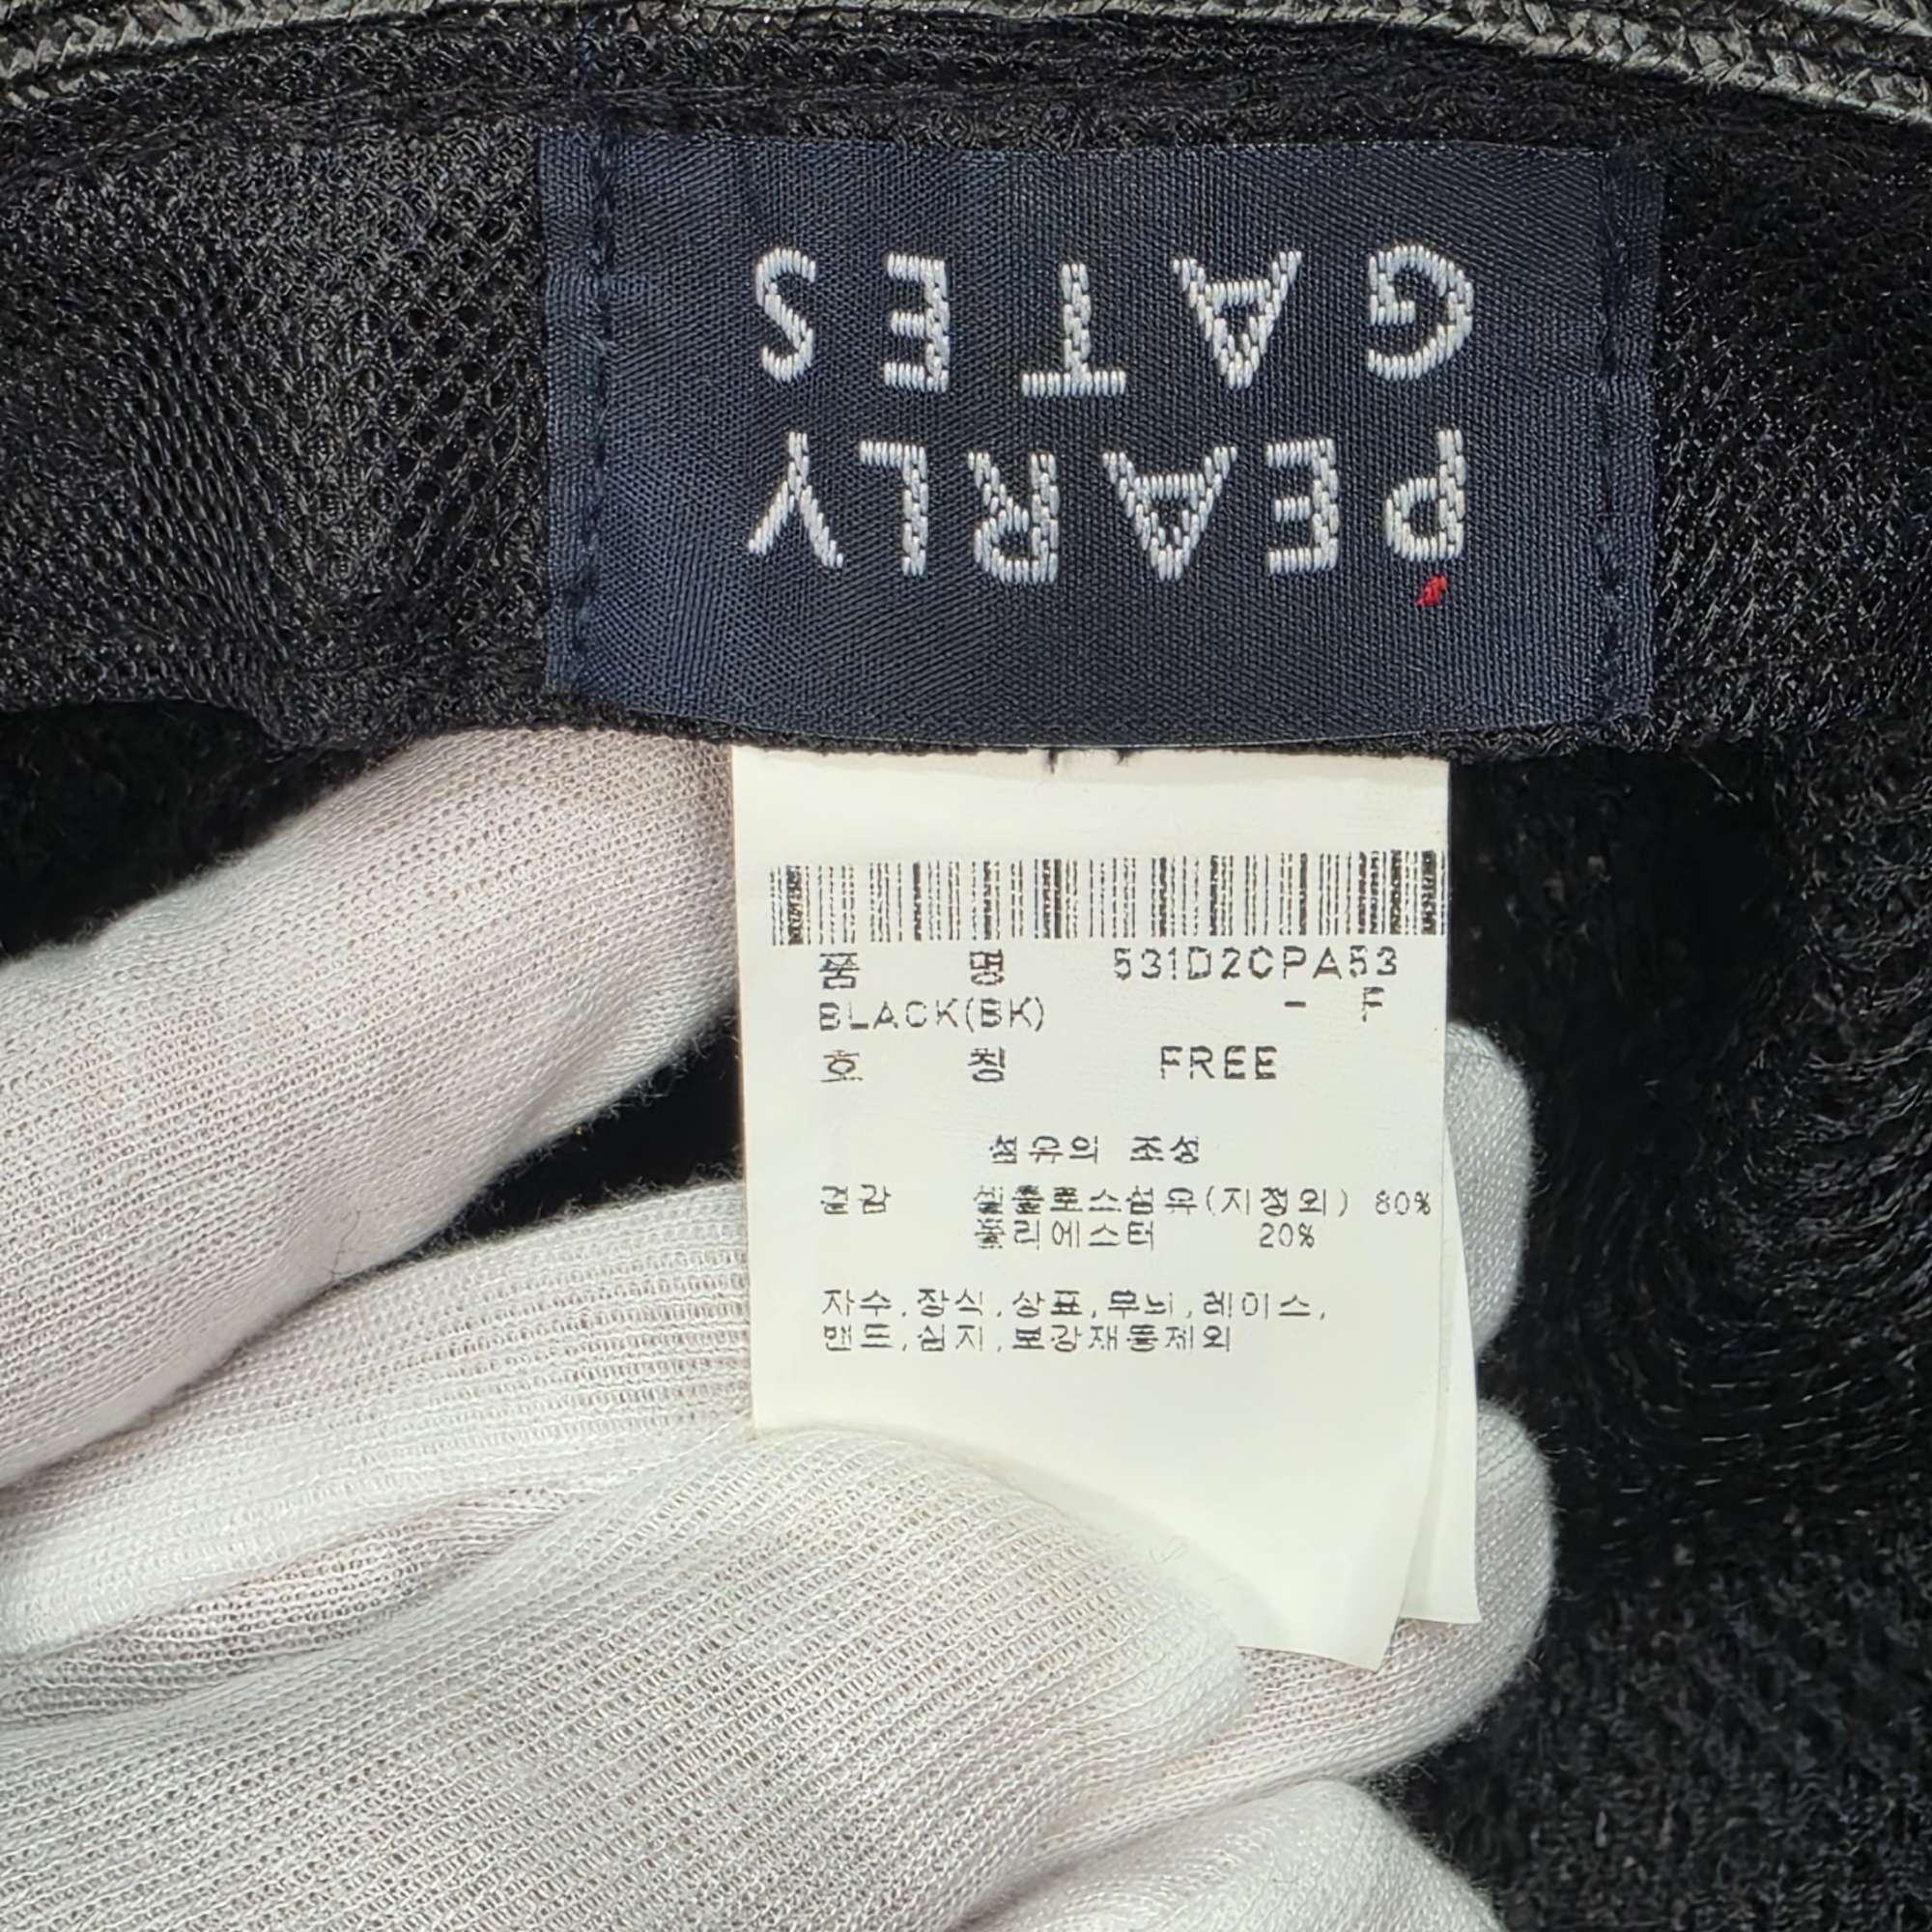 PEARLY
GATES
품 명 531D2CPA53
BLACK(BK) - F
호 칭 FREE
섬유의 조성
겉감 셀룰로스섬유(지정외) 80%
폴리에스터 20%
자수,장식,상표,무늬,레이스,
밴드,심지,보강재등제외